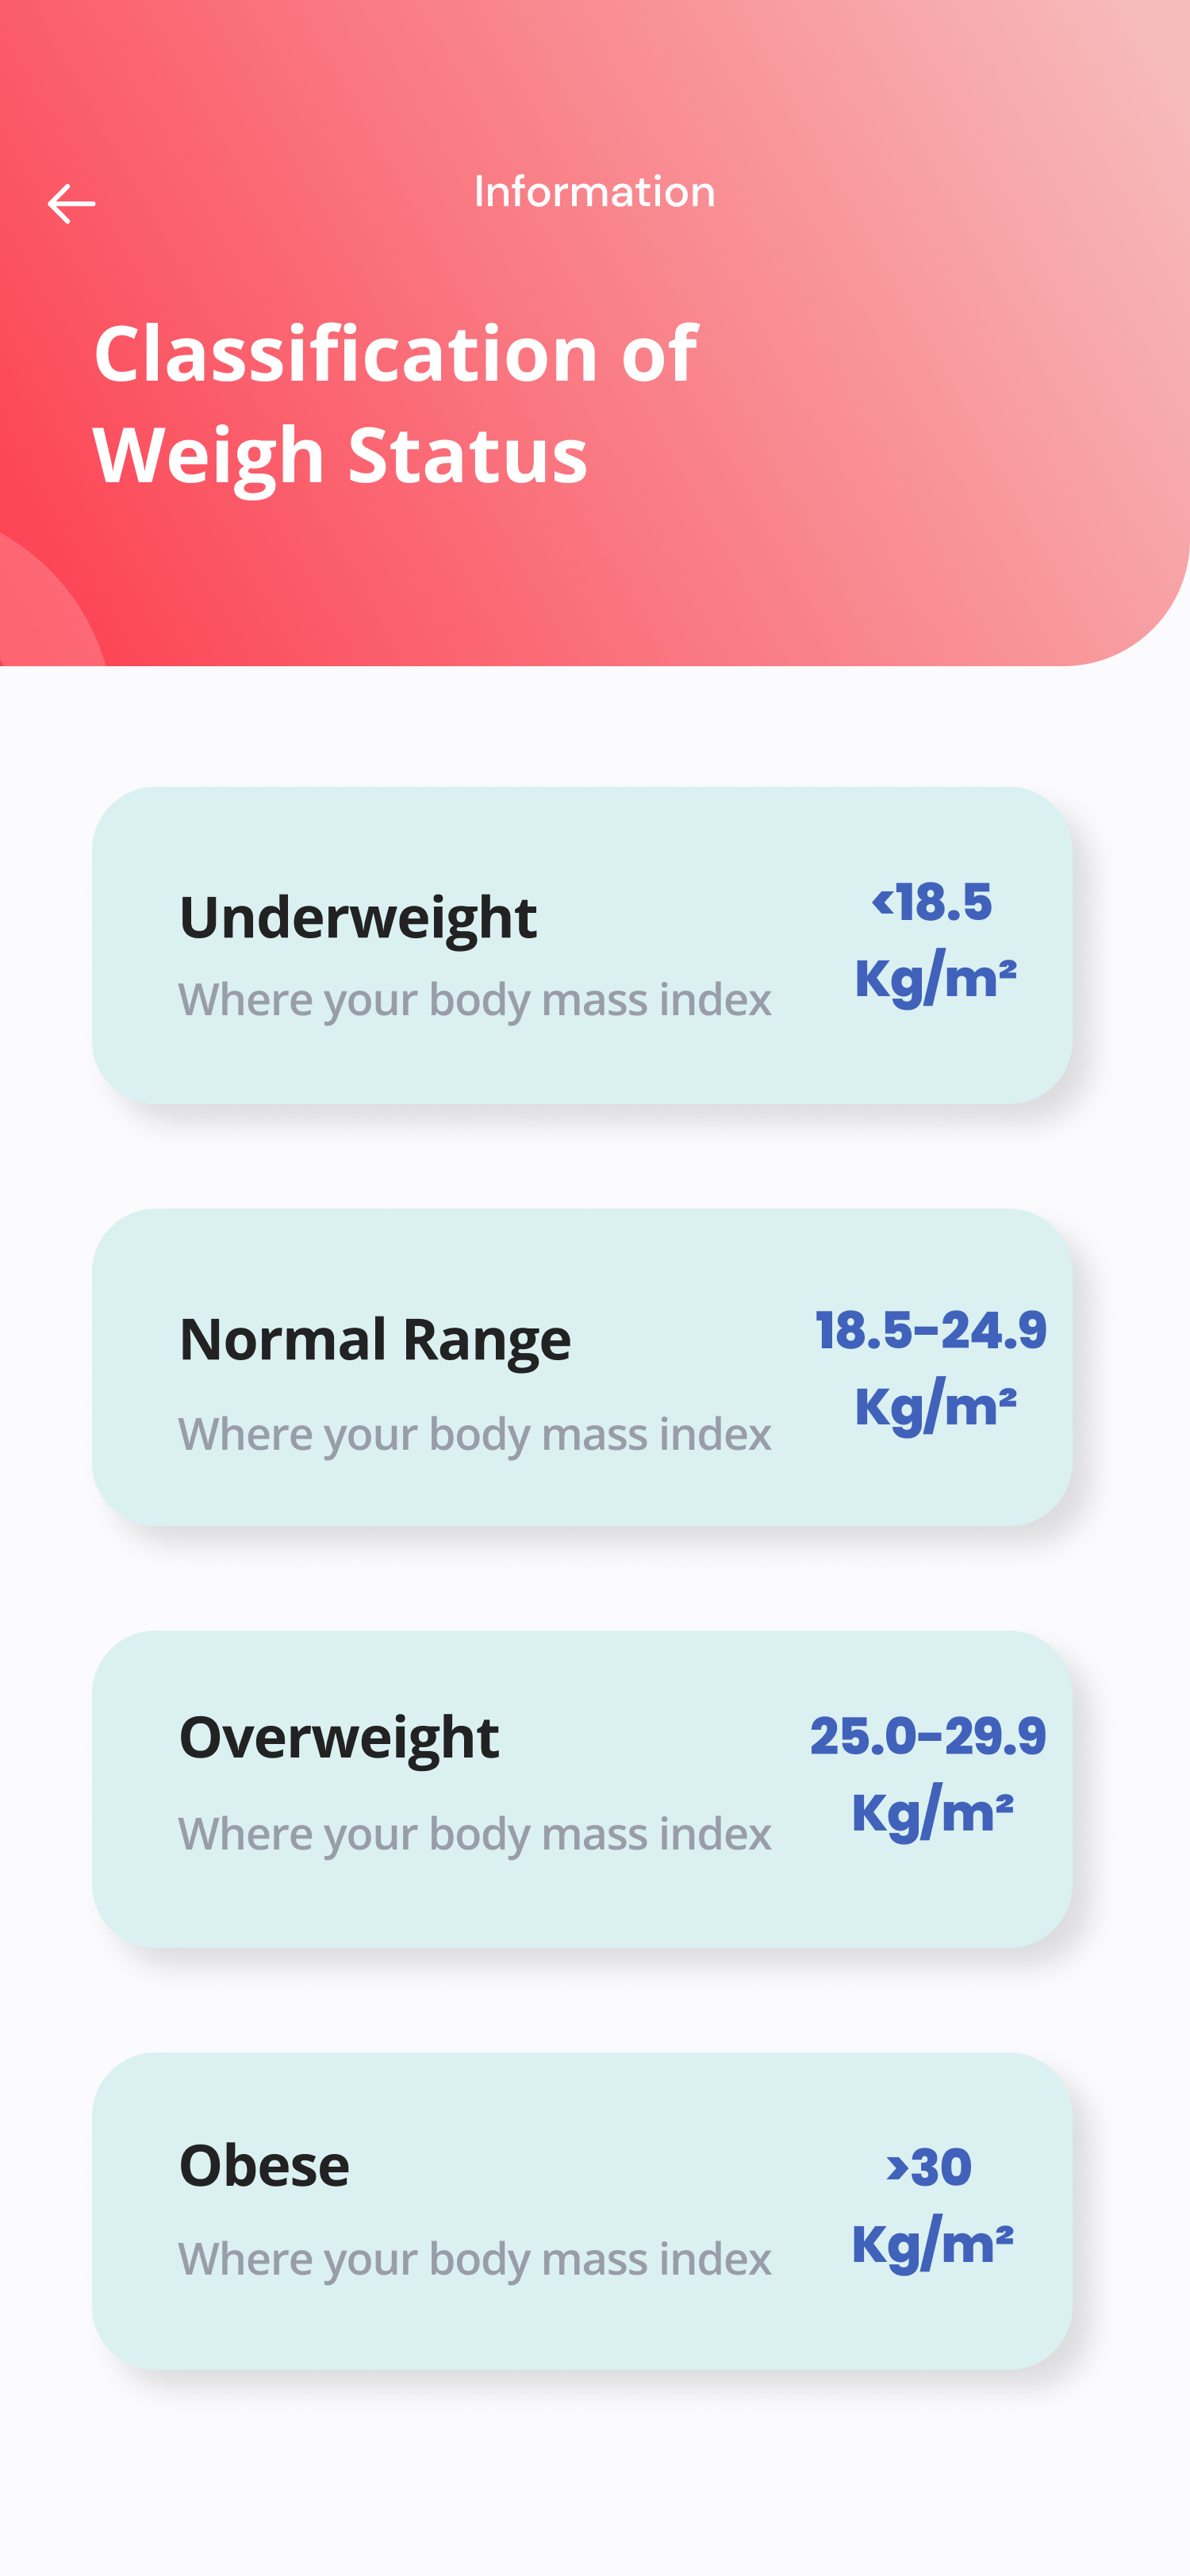 Information
Classification of
Weigh Status
Underweight
Where your body mass index
<18.5
Kg/m²
Normal Range
Where your body mass index
18.5-24.9
Kg/m²
Overweight
Where your body mass index
25.0-29.9
Kg/m²
Obese
Where your body mass index
>30
Kg/m²